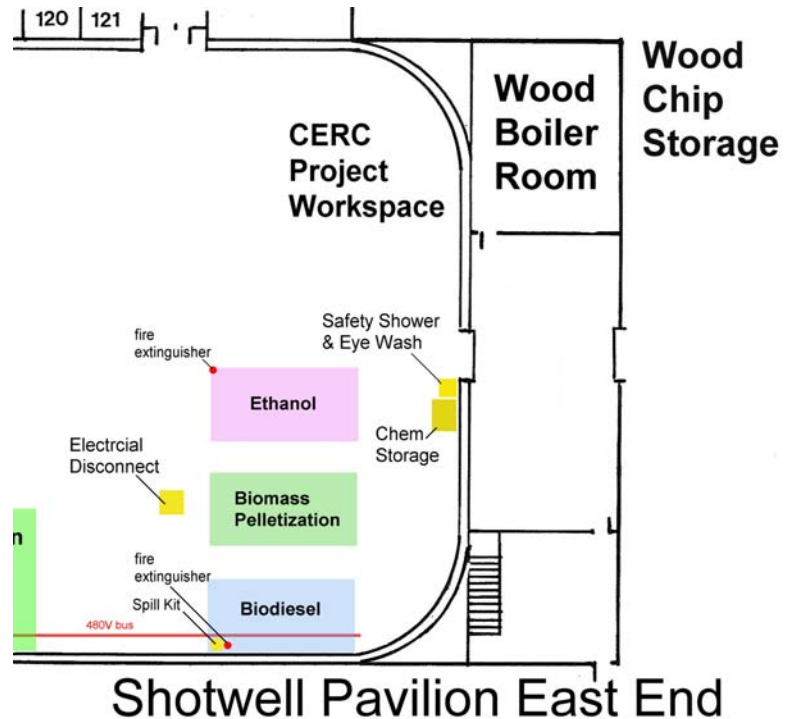 120 121
Wood
Chip
Storage
Wood
Boiler
Room
CERC
Project
Workspace
Safety Shower
& Eye Wash
fire
extinguisher
Ethanol
Chem
Storage
Electrcial
Disconnect
Biomass
Pelletization
n
fire
extinguisher
Spill Kit
Biodiesel
480V bus
Shotwell Pavilion East End